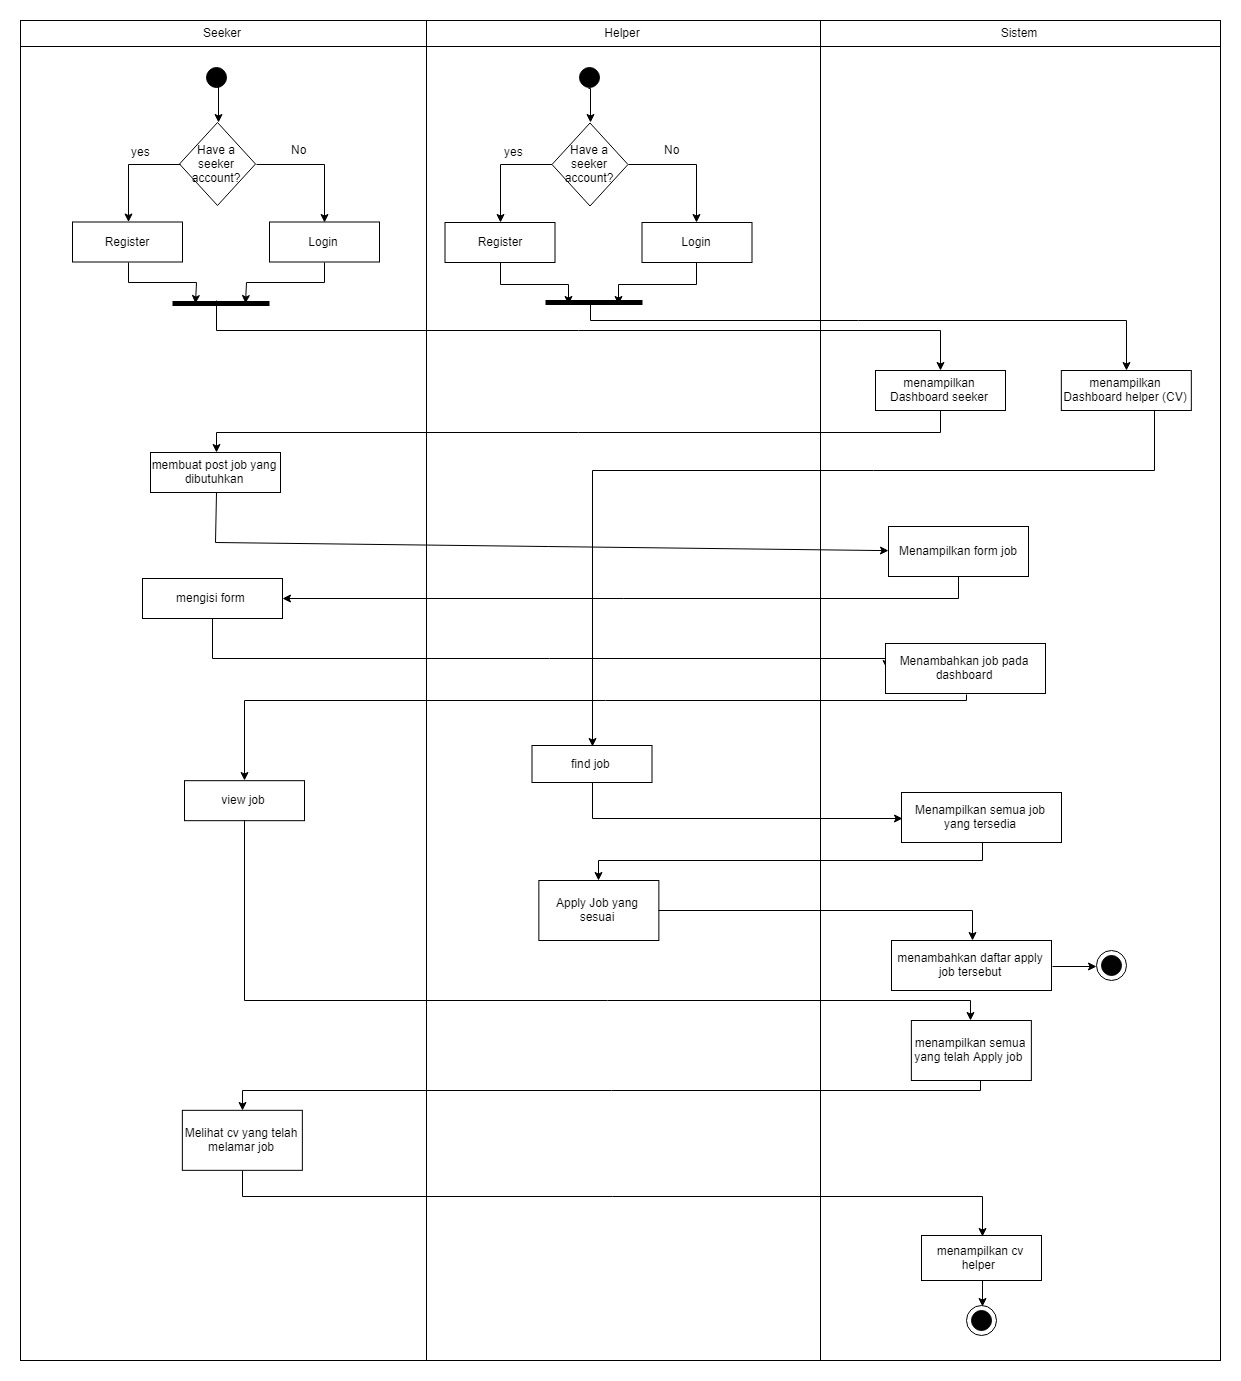 Seeker
Helper
Sistem
Have a
seeker
account?
yes
No
Register
Login
Have a
seeker
account?
yes
No
Register
Login
menampilkan
Dashboard seeker
menampilkan
Dashboard helper (CV)
membuat post job yang
dibutuhkan
Menampilkan form job
mengisi form
Menambahkan job pada
dashboard
find job
view job
Menampilkan semua job
yang tersedia
Apply Job yang
sesuai
menambahkan daftar apply
job tersebut
menampilkan semua
yang telah Apply job
Melihat cv yang telah
melamar job
menampilkan cv
helper